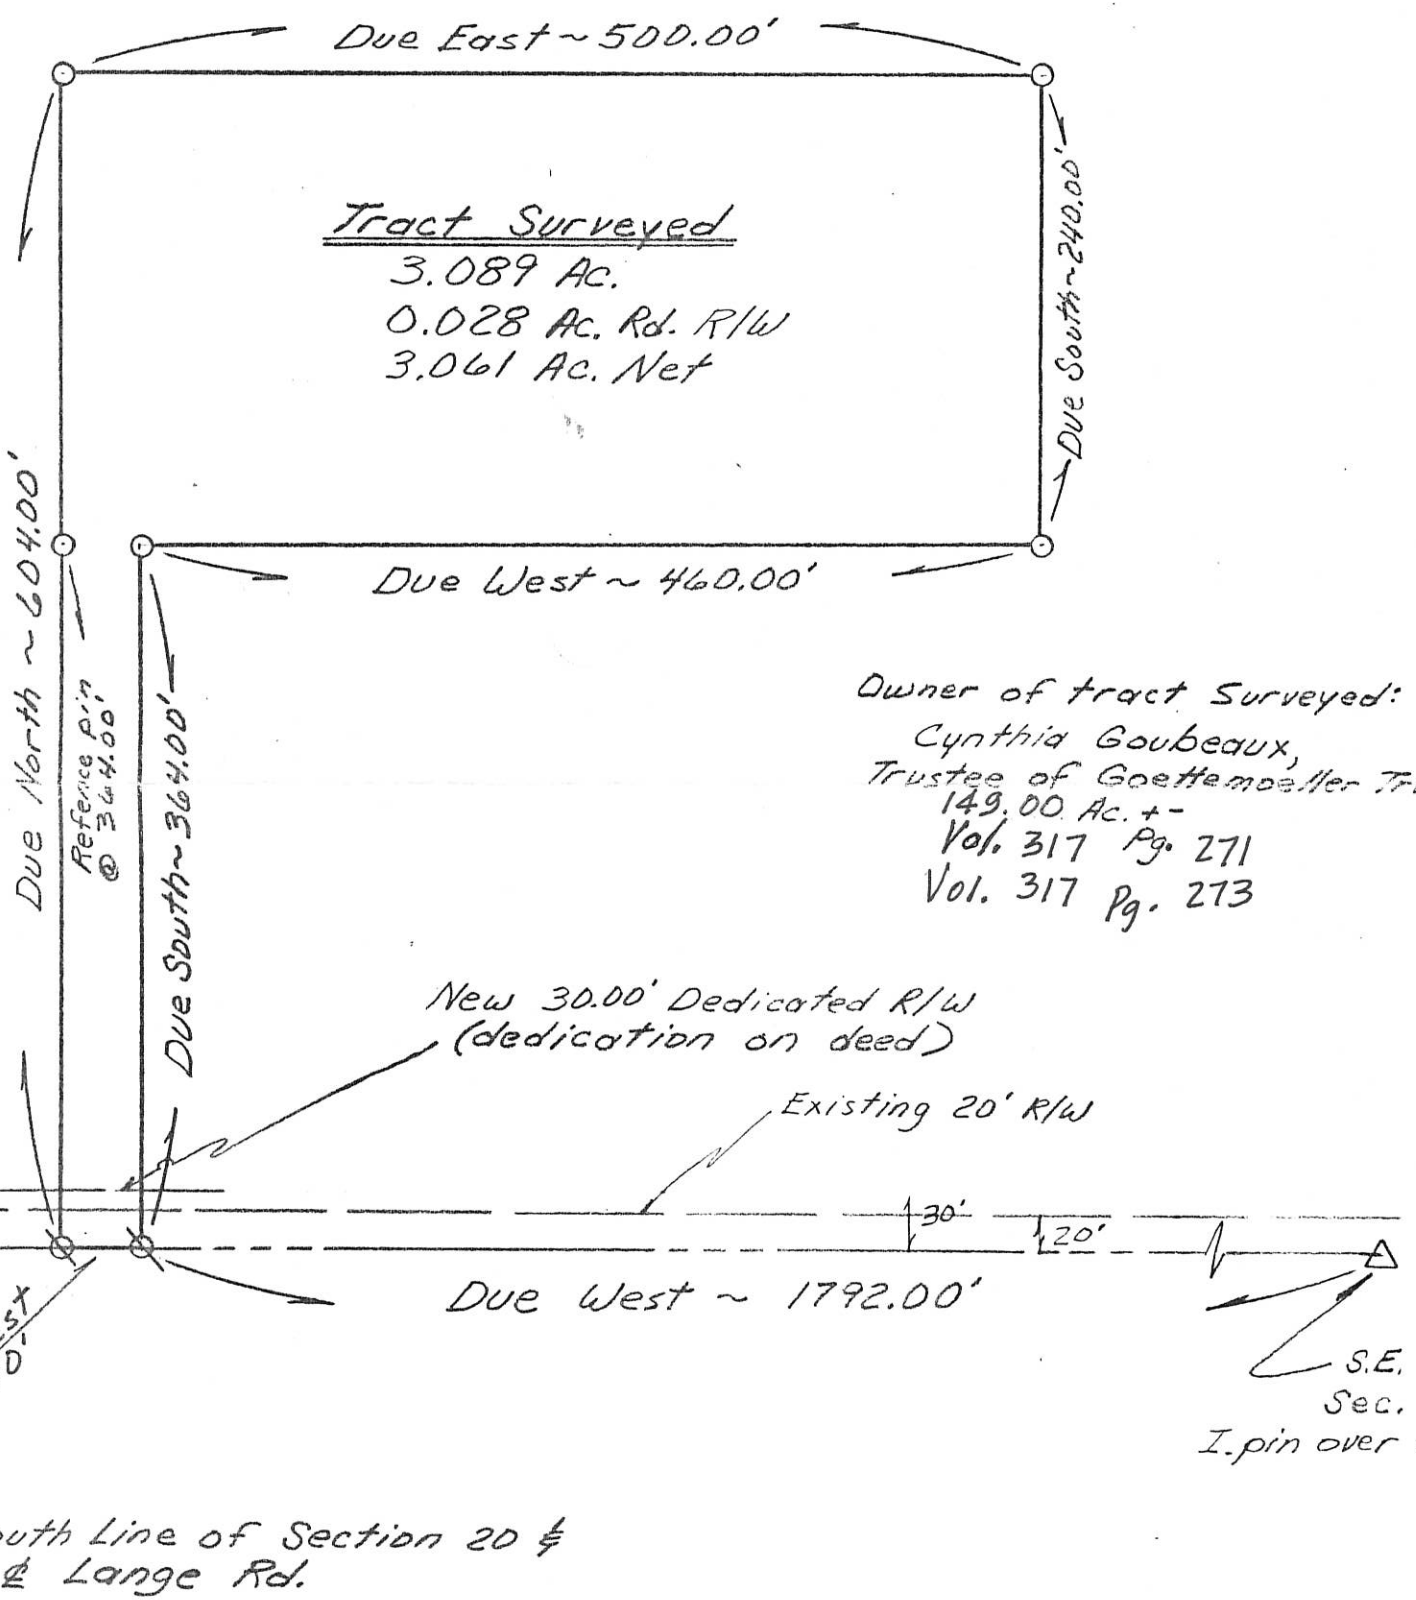 Due East ~ 500.00'
Due South ~ 240.00'
Tract Surveyed
3.089 Ac.
0.028 Ac. Rd. R/W
3.061 Ac. Net
Due North ~ 604.00'
Due West ~ 460.00'
Refence pin
@ 364.00'
Due South ~ 364.00'
Owner of tract Surveyed:
Cynthia Goubeaux,
Trustee of Goettemoeller Tr
149.00 Ac. + -
Vol. 317 Pg. 271
Vol. 317 Pg. 273
New 30.00' Dedicated R/W
(dedication on deed)
Existing 20' R/W
30'
20'
Due West ~ 1792.00'
st
0'
S.E.
Sec.
I. pin over
outh Line of Section 20 &
℄ Lange Rd.